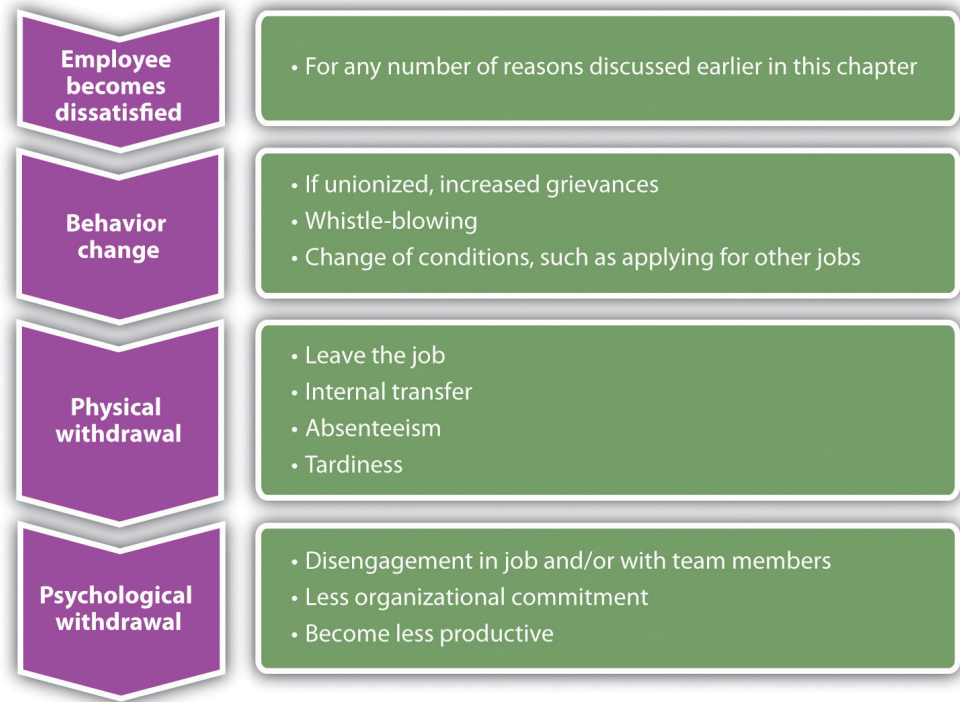 Employee
becomes
dissatisfied
• For any number of reasons discussed earlier in this chapter
Behavior
change
• If unionized, increased grievances
• Whistle-blowing
• Change of conditions, such as applying for other jobs
Physical
withdrawal
• Leave the job
• Internal transfer
• Absenteeism
• Tardiness
Psychological
withdrawal
• Disengagement in job and/or with team members
• Less organizational commitment
• Become less productive